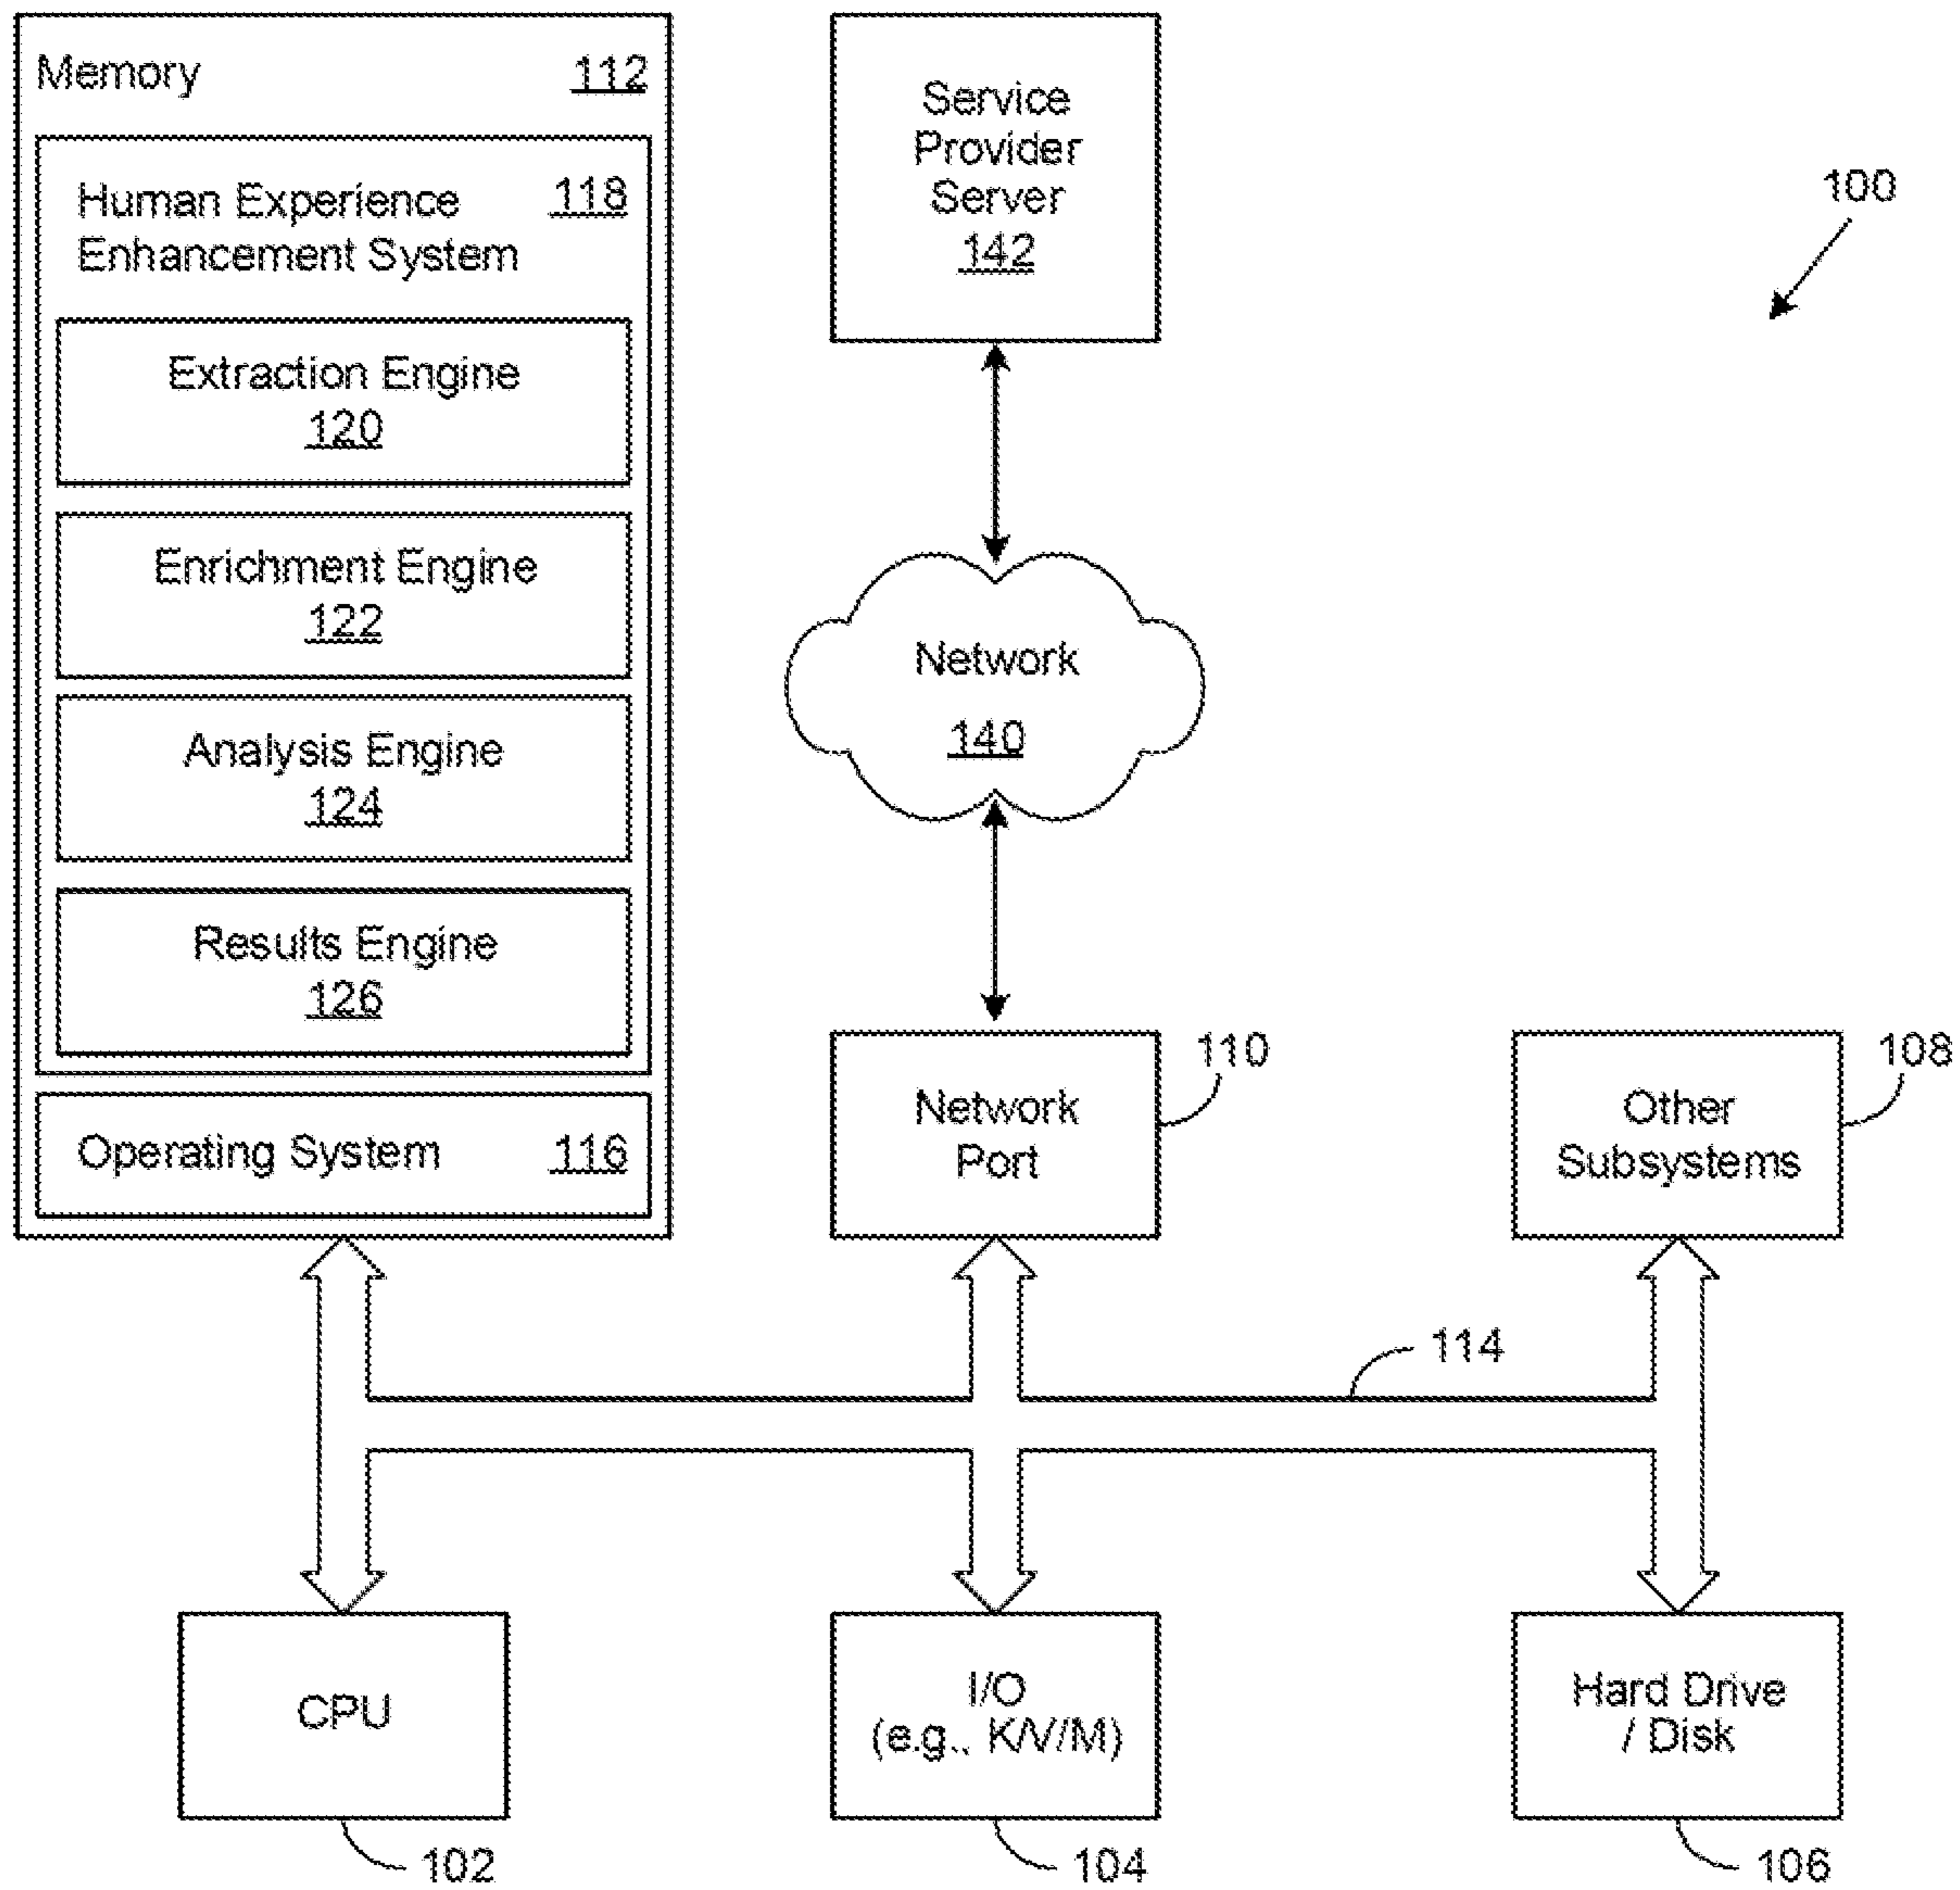 Memory 112
Human Experience 118
Enhancement System
Extraction Engine
120
Enrichment Engine
122
Analysis Engine
124
Results Engine
126
Operating System 116
Service
Provider
Server
142
100
Network
140
Network
Port
110
Other
Subsystems
108
114
CPU
102
I/O
(e.g., K/V/M)
104
Hard Drive
/ Disk
106